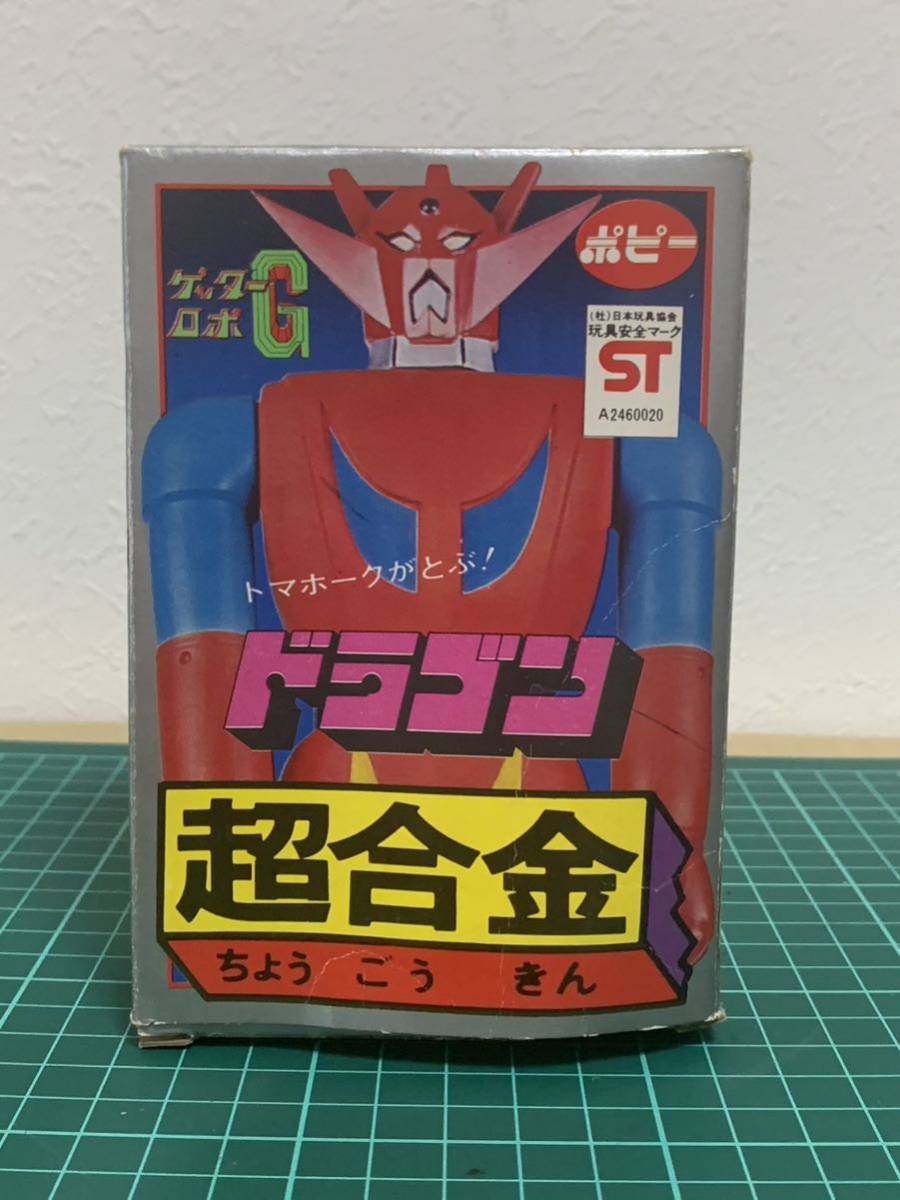 ポピー
ゲッター
ロボG
(社)日本玩具協会
玩具安全マーク
ST
A2460020
トマホークがとぶ!
ドラゴン
超合金
ちょう ごう きん